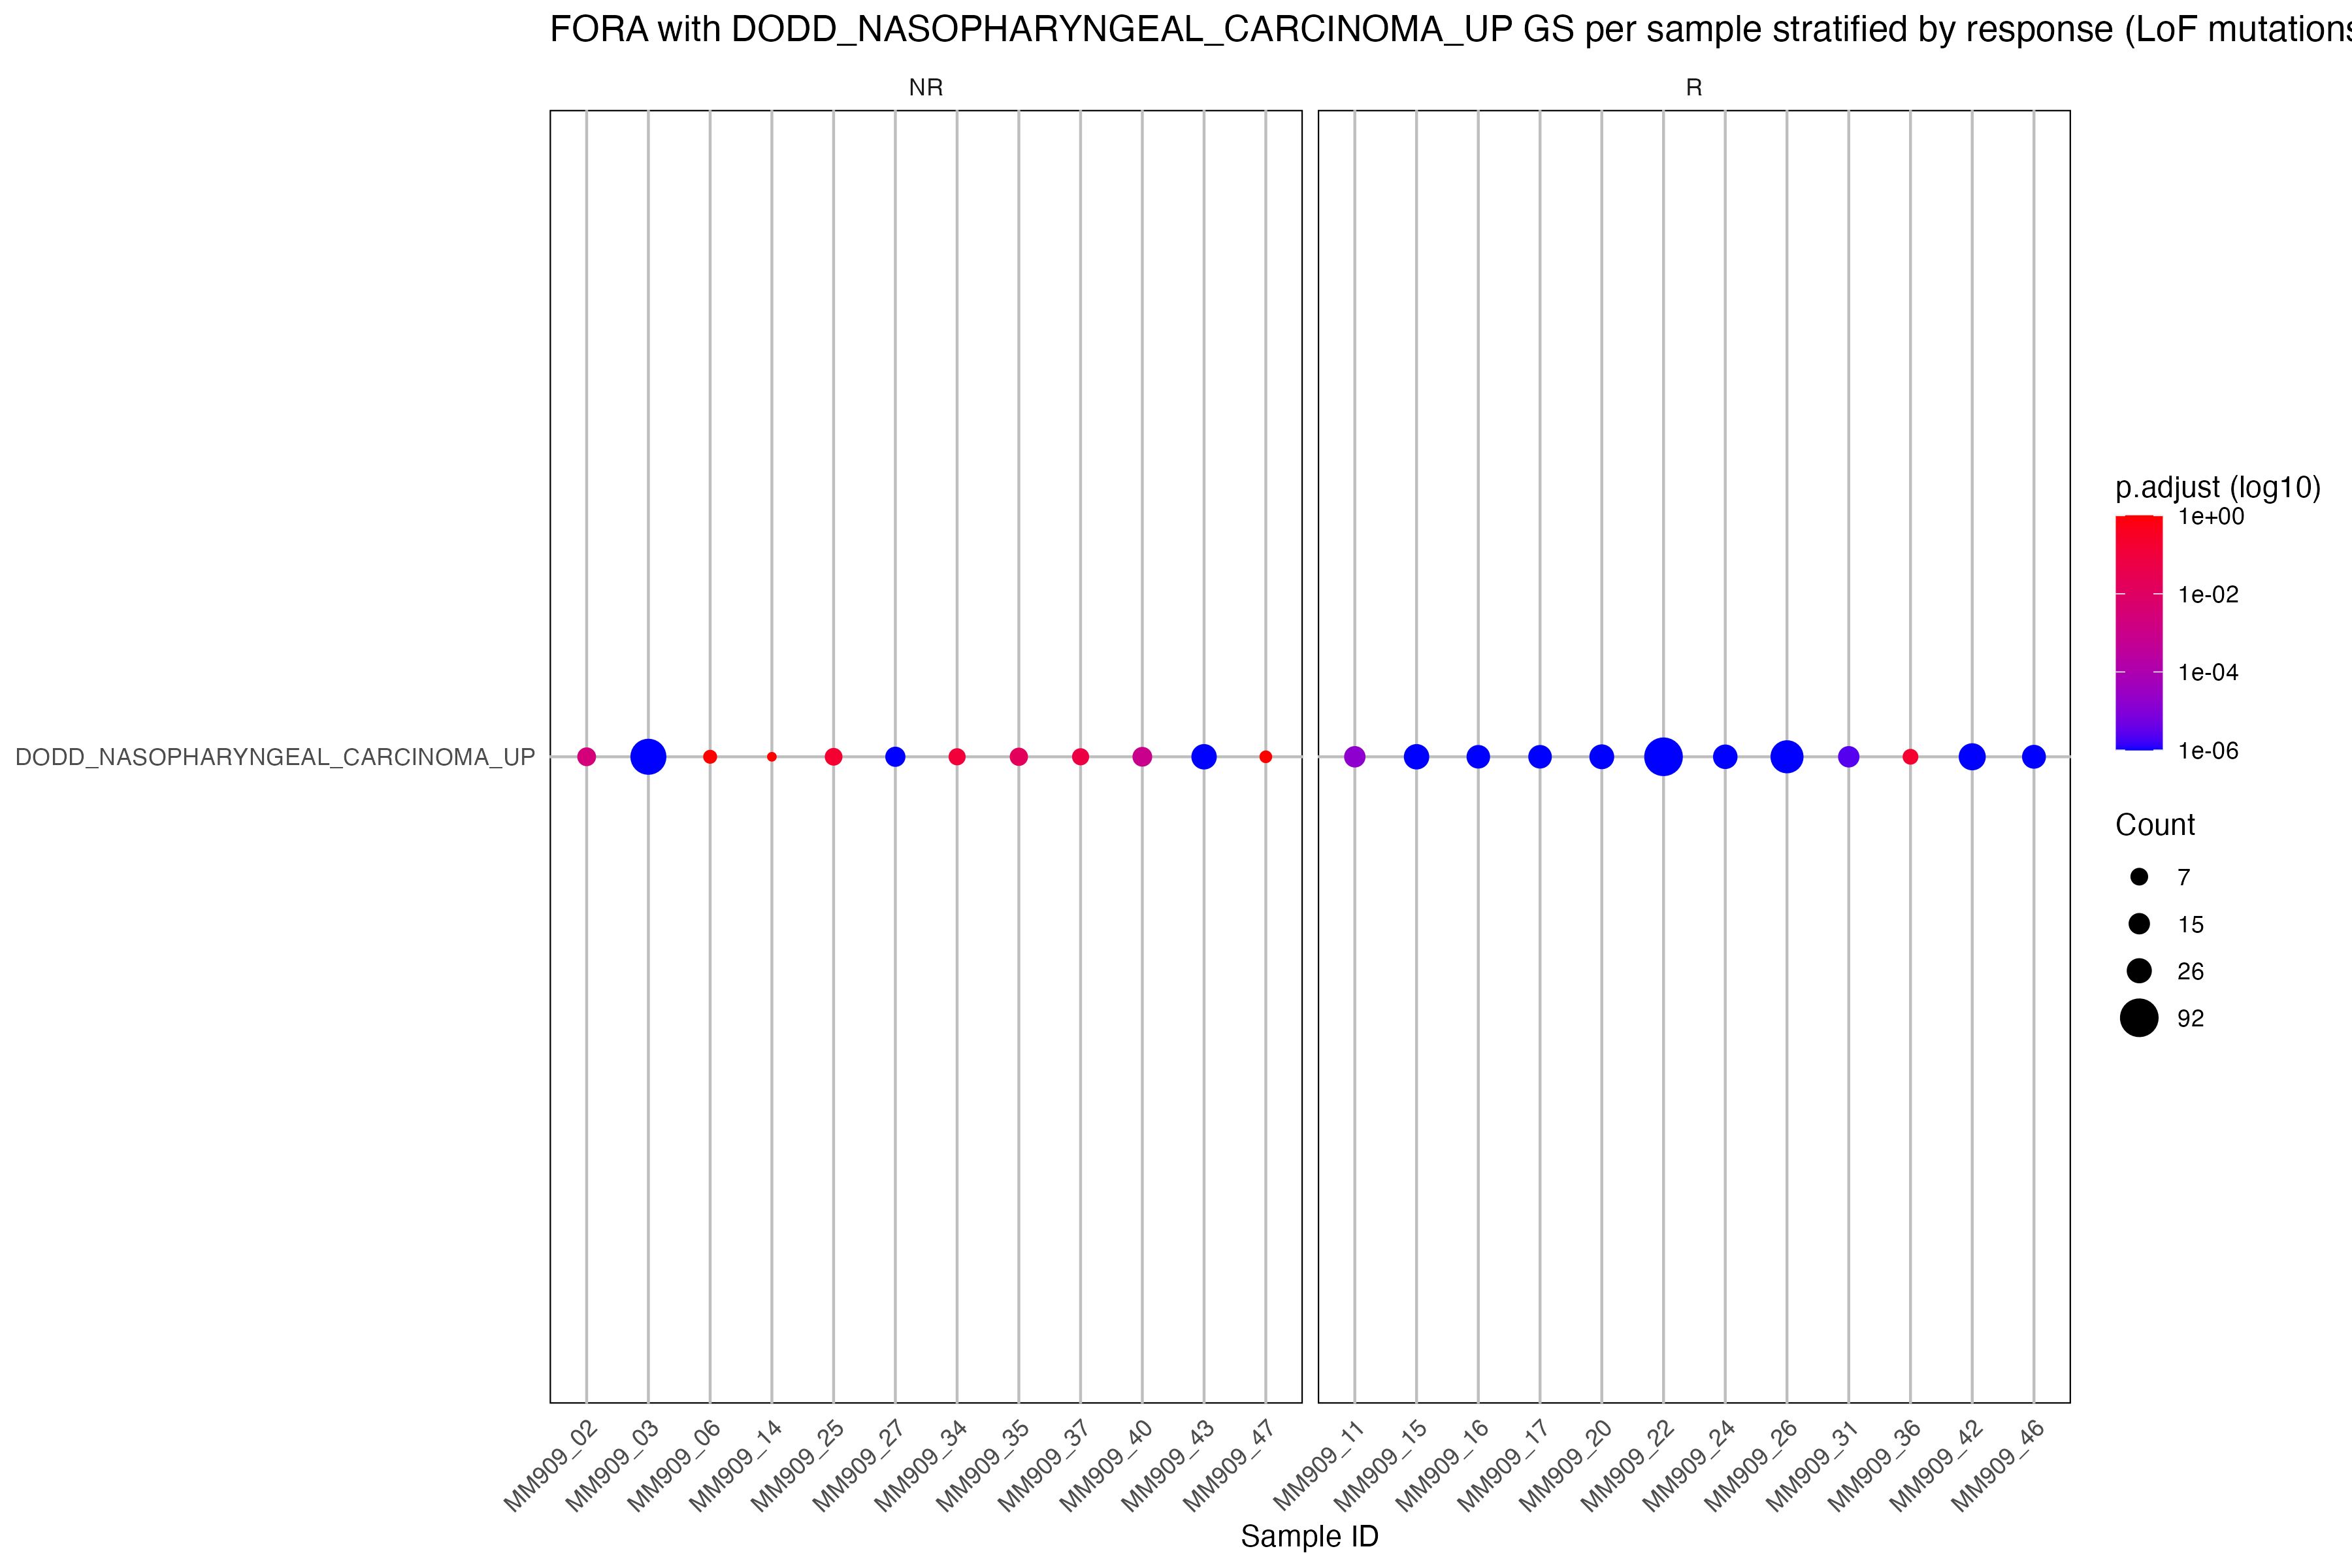 FORA with DODD_NASOPHARYNGEAL_CARCINOMA_UP GS per sample stratified by response (LoF mutations
NR
R
DODD_NASOPHARYNGEAL_CARCINOMA_UP
p.adjust (log10)
1e+00
1e-02
1e-04
1e-06
Count
7
15
26
92
MM909_02
MM909_03
MM909_06
MM909_14
MM909_25
MM909_27
MM909_34
MM909_35
MM909_37
MM909_40
MM909_43
MM909_47
MM909_11
MM909_15
MM909_16
MM909_17
MM909_20
MM909_22
MM909_24
MM909_26
MM909_31
MM909_36
MM909_42
MM909_46
Sample ID